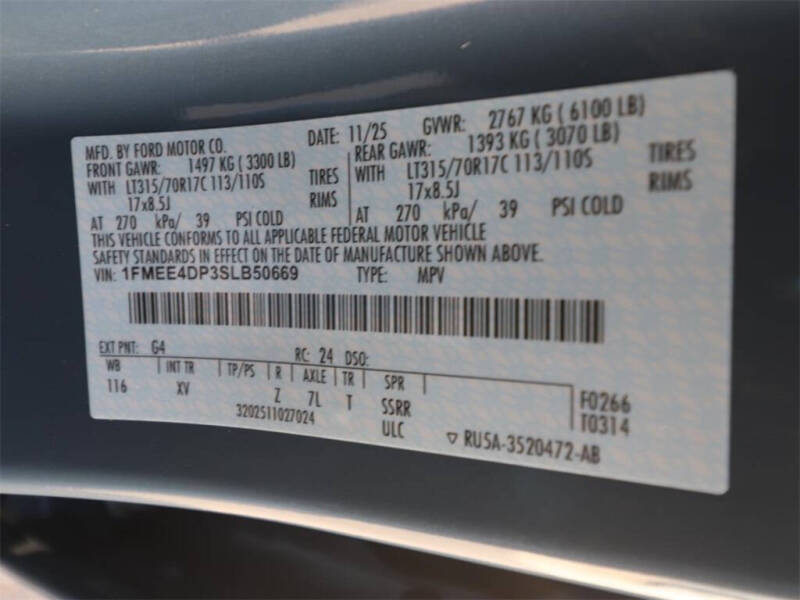 MFD. BY FORD MOTOR CO. DATE: 11/25 GVWR: 2767 KG ( 6100 LB)
FRONT GAWR: 1497 KG ( 3300 LB) REAR GAWR: 1393 KG ( 3070 LB)
WITH LT315/70R17C 113/110S TIRES WITH LT315/70R17C 113/110S TIRES
17x8.5J RIMS 17x8.5J RIMS
AT 270 kPa/ 39 PSI COLD AT 270 kPa/ 39 PSI COLD
THIS VEHICLE CONFORMS TO ALL APPLICABLE FEDERAL MOTOR VEHICLE
SAFETY STANDARDS IN EFFECT ON THE DATE OF MANUFACTURE SHOWN ABOVE.
VIN: 1FMEE4DP3SLB50669 TYPE: MPV
EXT PNT: G4 RC: 24 DSO:
WB INT TR TP/PS R AXLE TR SPR
116 XV Z 7L T SSRR F0266
3202511027024 ULC T0314
RU5A-3520472-AB